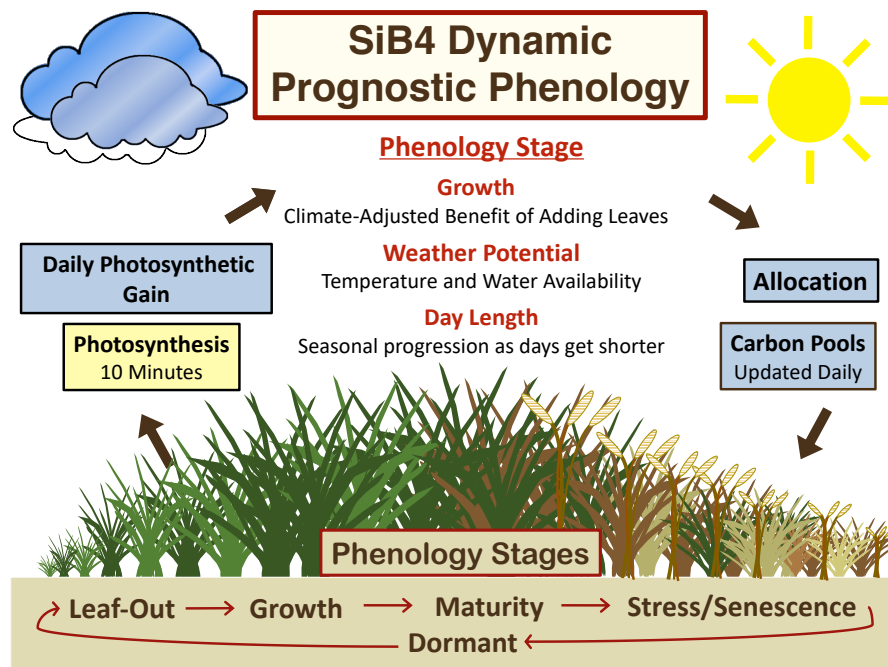 SiB4 Dynamic
Prognostic Phenology
Phenology Stage
Growth
Climate-Adjusted Benefit of Adding Leaves
Weather Potential
Temperature and Water Availability
Day Length
Seasonal progression as days get shorter
Daily Photosynthetic
Gain
Photosynthesis
10 Minutes
Allocation
Carbon Pools
Updated Daily
Phenology Stages
Leaf-Out
Growth
Maturity
Stress/Senescence
Dormant